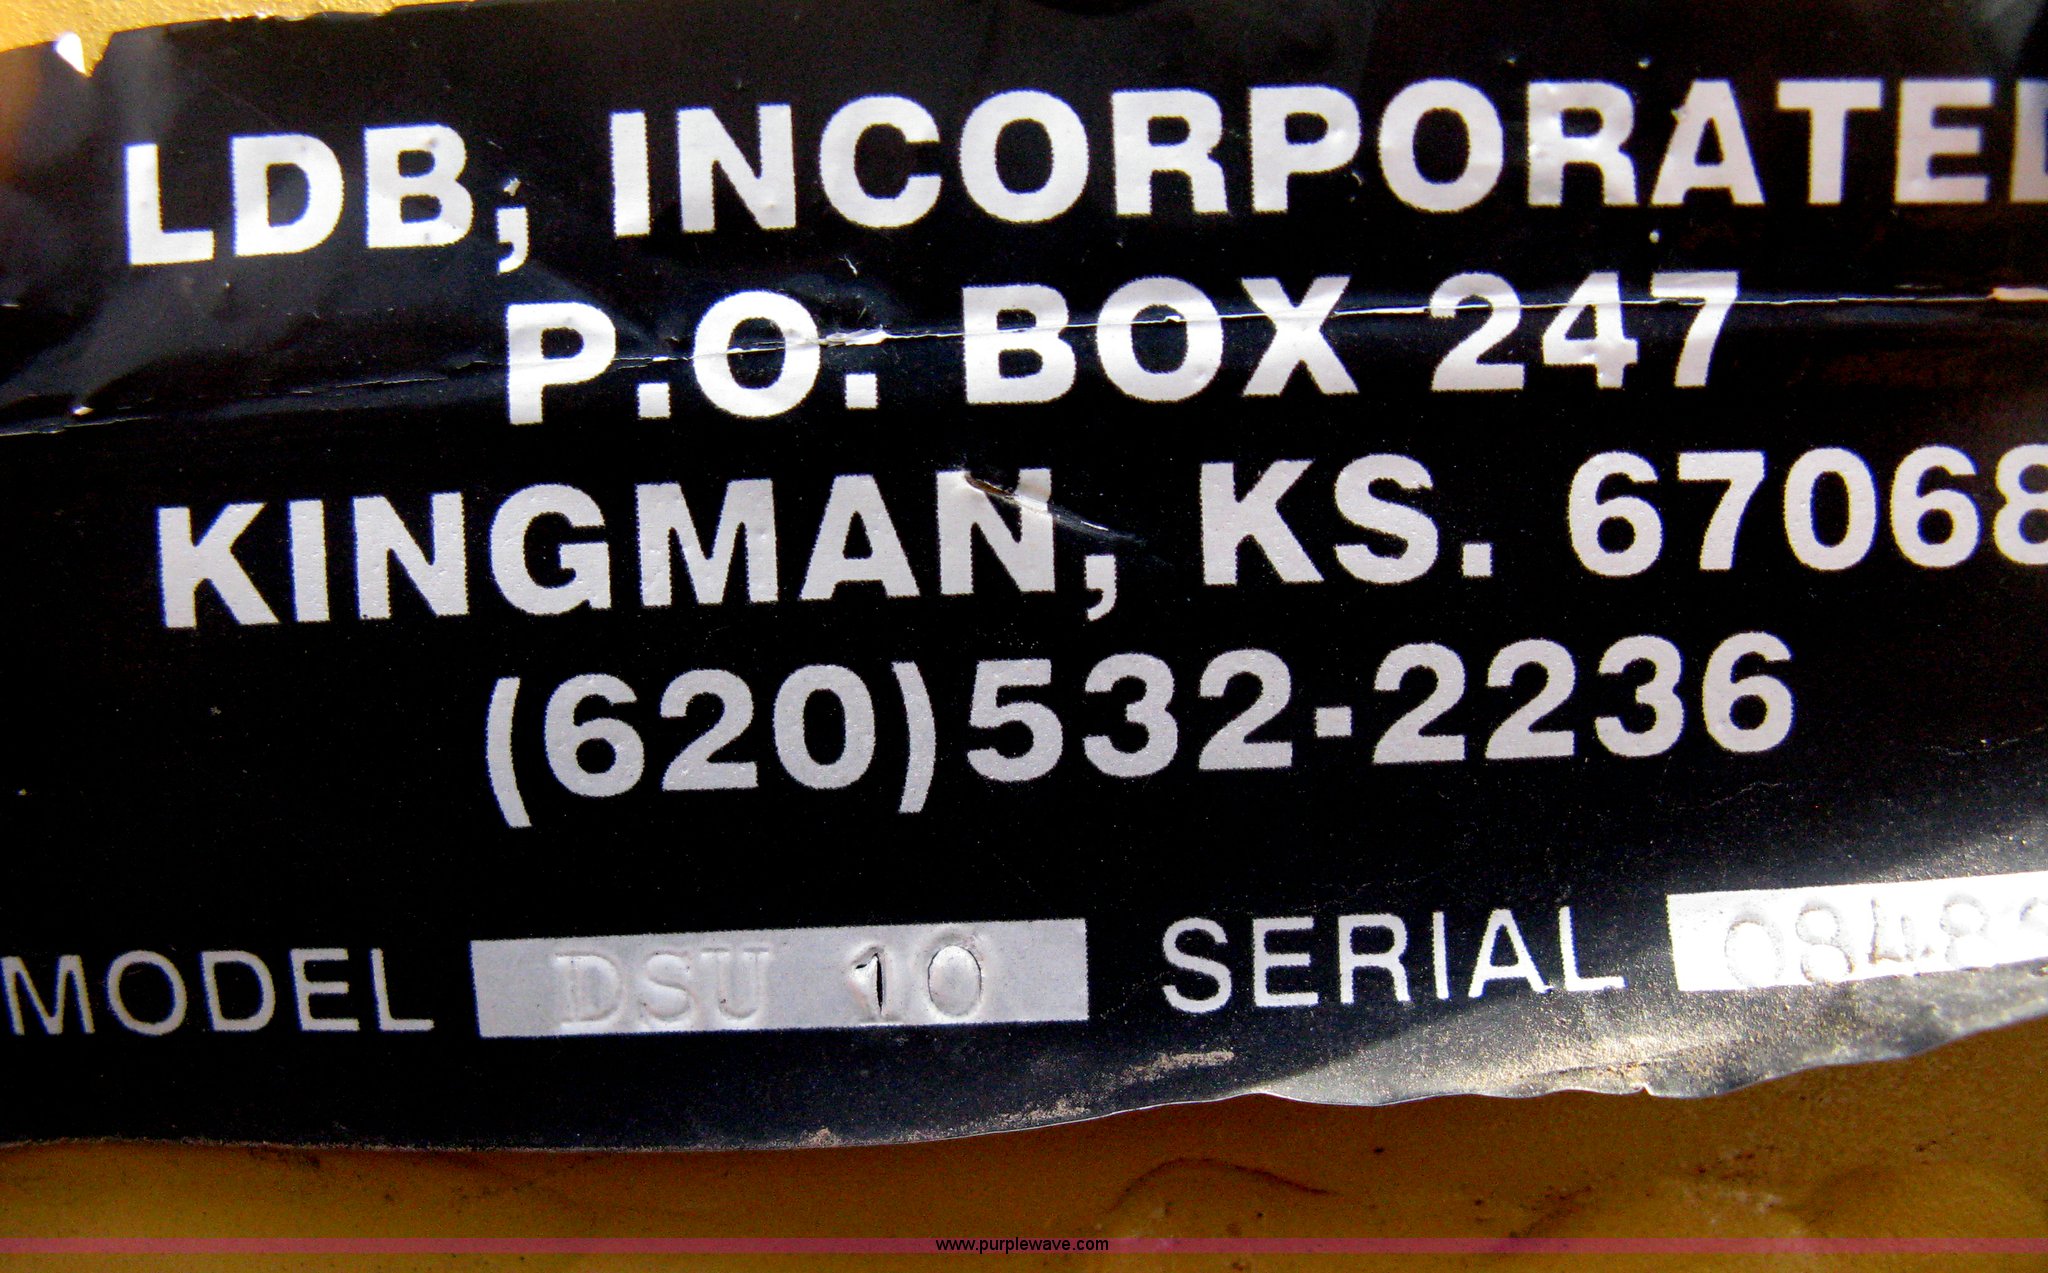 LDB, INCORPORATED
P.O. BOX 247
KINGMAN, KS. 67068
(620)532-2236
MODEL DSU 10 SERIAL
www.purplewave.com